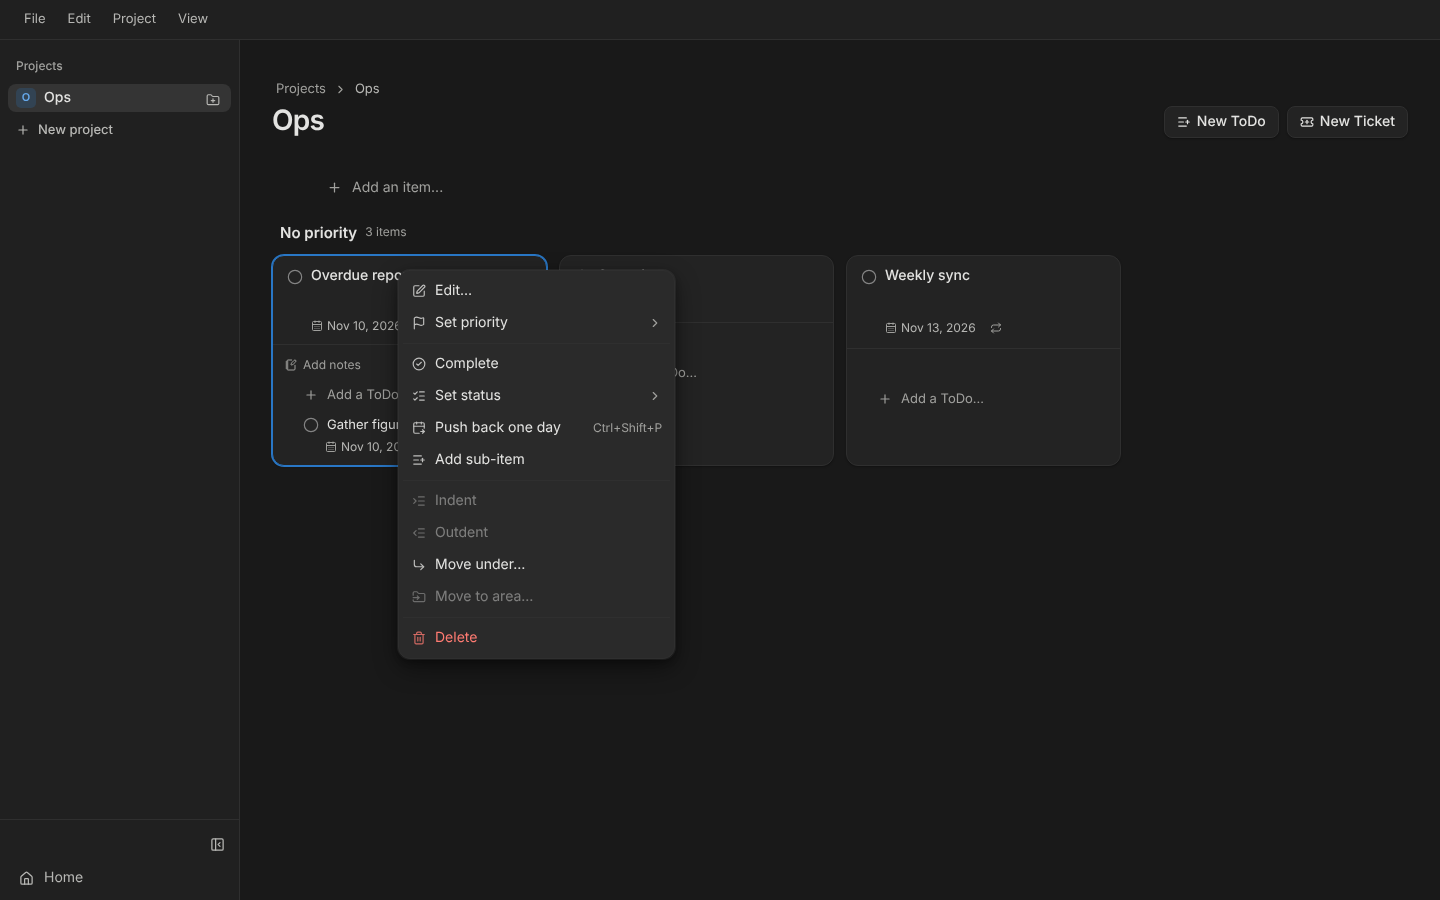 File Edit Project View
Projects
O Ops
New project
Home
Projects > Ops
Ops
New ToDo
New Ticket
Add an item...
No priority 3 items
Overdue repo
Nov 10, 2026
Add notes
Add a ToDo
Gather figu
Nov 10, 20
Edit...
Set priority
Complete
Set status
Push back one day Ctrl+Shift+P
Add sub-item
Indent
Outdent
Move under...
Move to area...
Delete
Do...
Weekly sync
Nov 13, 2026
Add a ToDo...